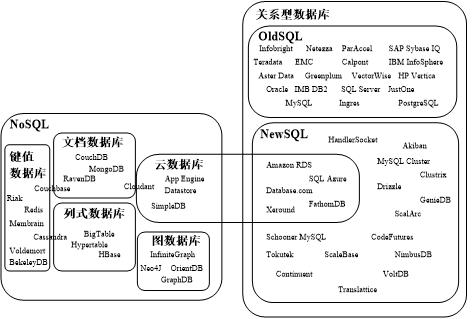 关系型数据库
OldSQL
Infobright Netezza ParAccel SAP Sybase IQ
Teradata EMC Calpont IBM InfoSphere
Aster Data Greenplum VectorWise HP Vertica
Oracle IMB DB2 SQL Server JustOne
MySQL Ingres PostgreSQL
NoSQL
键值
数据库
Couchbase
Riak
Redis
Membrain
Cassandra
Voldemort
BekeleyDB
文档数据库
CouchDB
MongoDB
RavenDB
Cloudant
列式数据库
BigTable
Hypertable
HBase
云数据库
App Engine
Datastore
SimpleDB
图数据库
InfiniteGraph
Neo4J OrientDB
GraphDB
NewSQL
HandlerSocket
Akiban
Amazon RDS
SQL Azure
Database.com
FathomDB
Xeround
MySQL Cluster
Clustrix
Drizzle
GenieDB
ScalArc
Schooner MySQL CodeFutures
Tokutek ScaleBase NimbusDB
Continuent VoltDB
Translattice